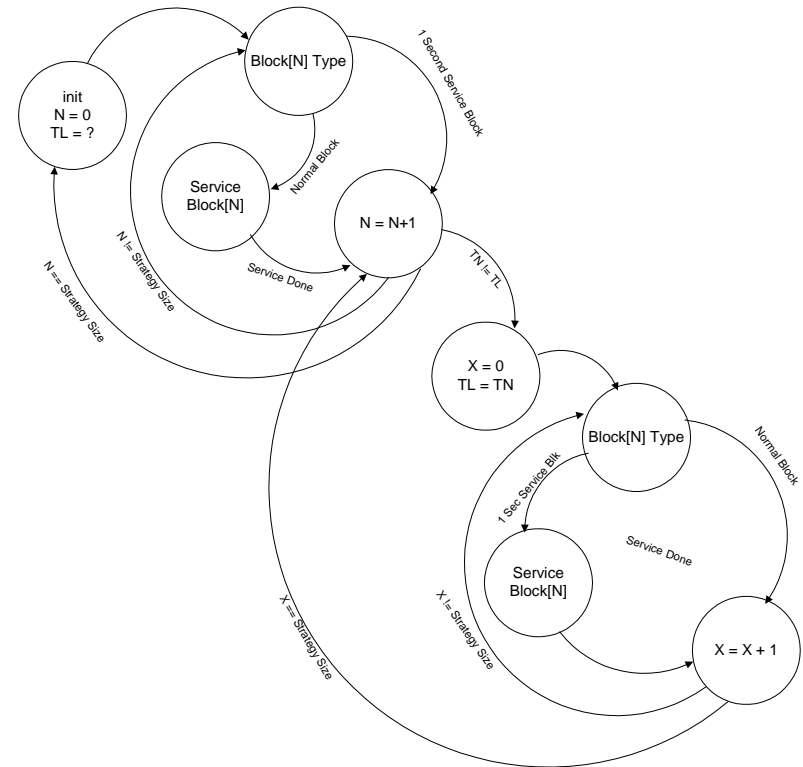 1 Second Service Block
Block[N] Type
init
N = 0
TL = ?
Normal Block
Service
Block[N]
N = N+1
N != Strategy Size
Service Done
TN != TL
N == Strategy Size
X = 0
TL = TN
Block[N] Type
Normal Block
1 Sec Service Blk
Service Done
Service
Block[N]
X != Strategy Size
X == Strategy Size
X = X + 1